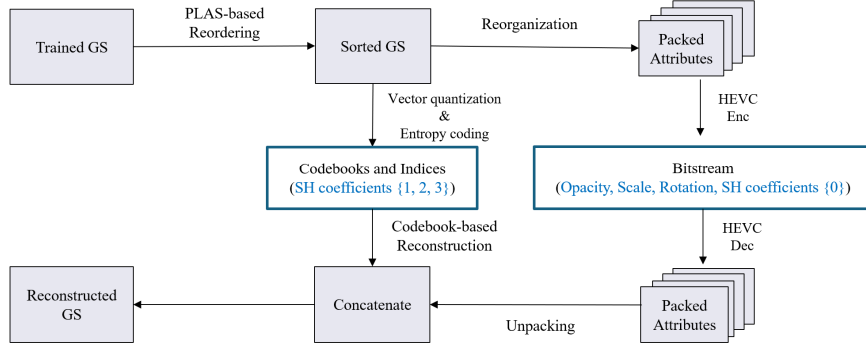 PLAS-based
Reordering
Trained GS
Sorted GS
Reorganization
Packed
Attributes
Vector quantization
&
Entropy coding
HEVC
Enc
Codebooks and Indices
(SH coefficients {1, 2, 3})
Bitstream
(Opacity, Scale, Rotation, SH coefficients {0})
Codebook-based
Reconstruction
HEVC
Dec
Reconstructed
GS
Concatenate
Unpacking
Packed
Attributes